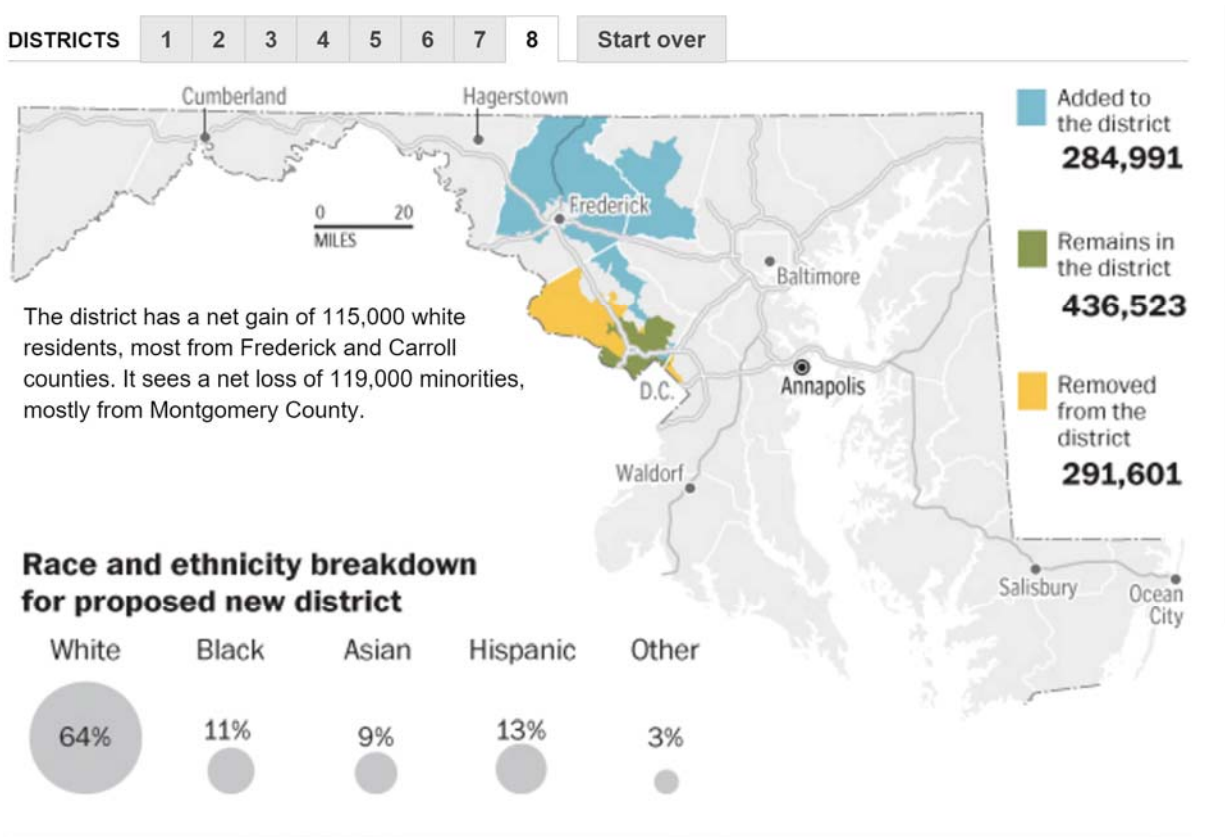 DISTRICTS 1 2 3 4 5 6 7 8 Start over
Cumberland
Hagerstown
0 20
MILES
Frederick
Baltimore
Annapolis
D.C.
Waldorf
Salisbury
Ocean
City
Added to
the district
284,991
Remains in
the district
436,523
Removed
from the
district
291,601
The district has a net gain of 115,000 white
residents, most from Frederick and Carroll
counties. It sees a net loss of 119,000 minorities,
mostly from Montgomery County.
Race and ethnicity breakdown
for proposed new district
White Black Asian Hispanic Other
64% 11% 9% 13% 3%